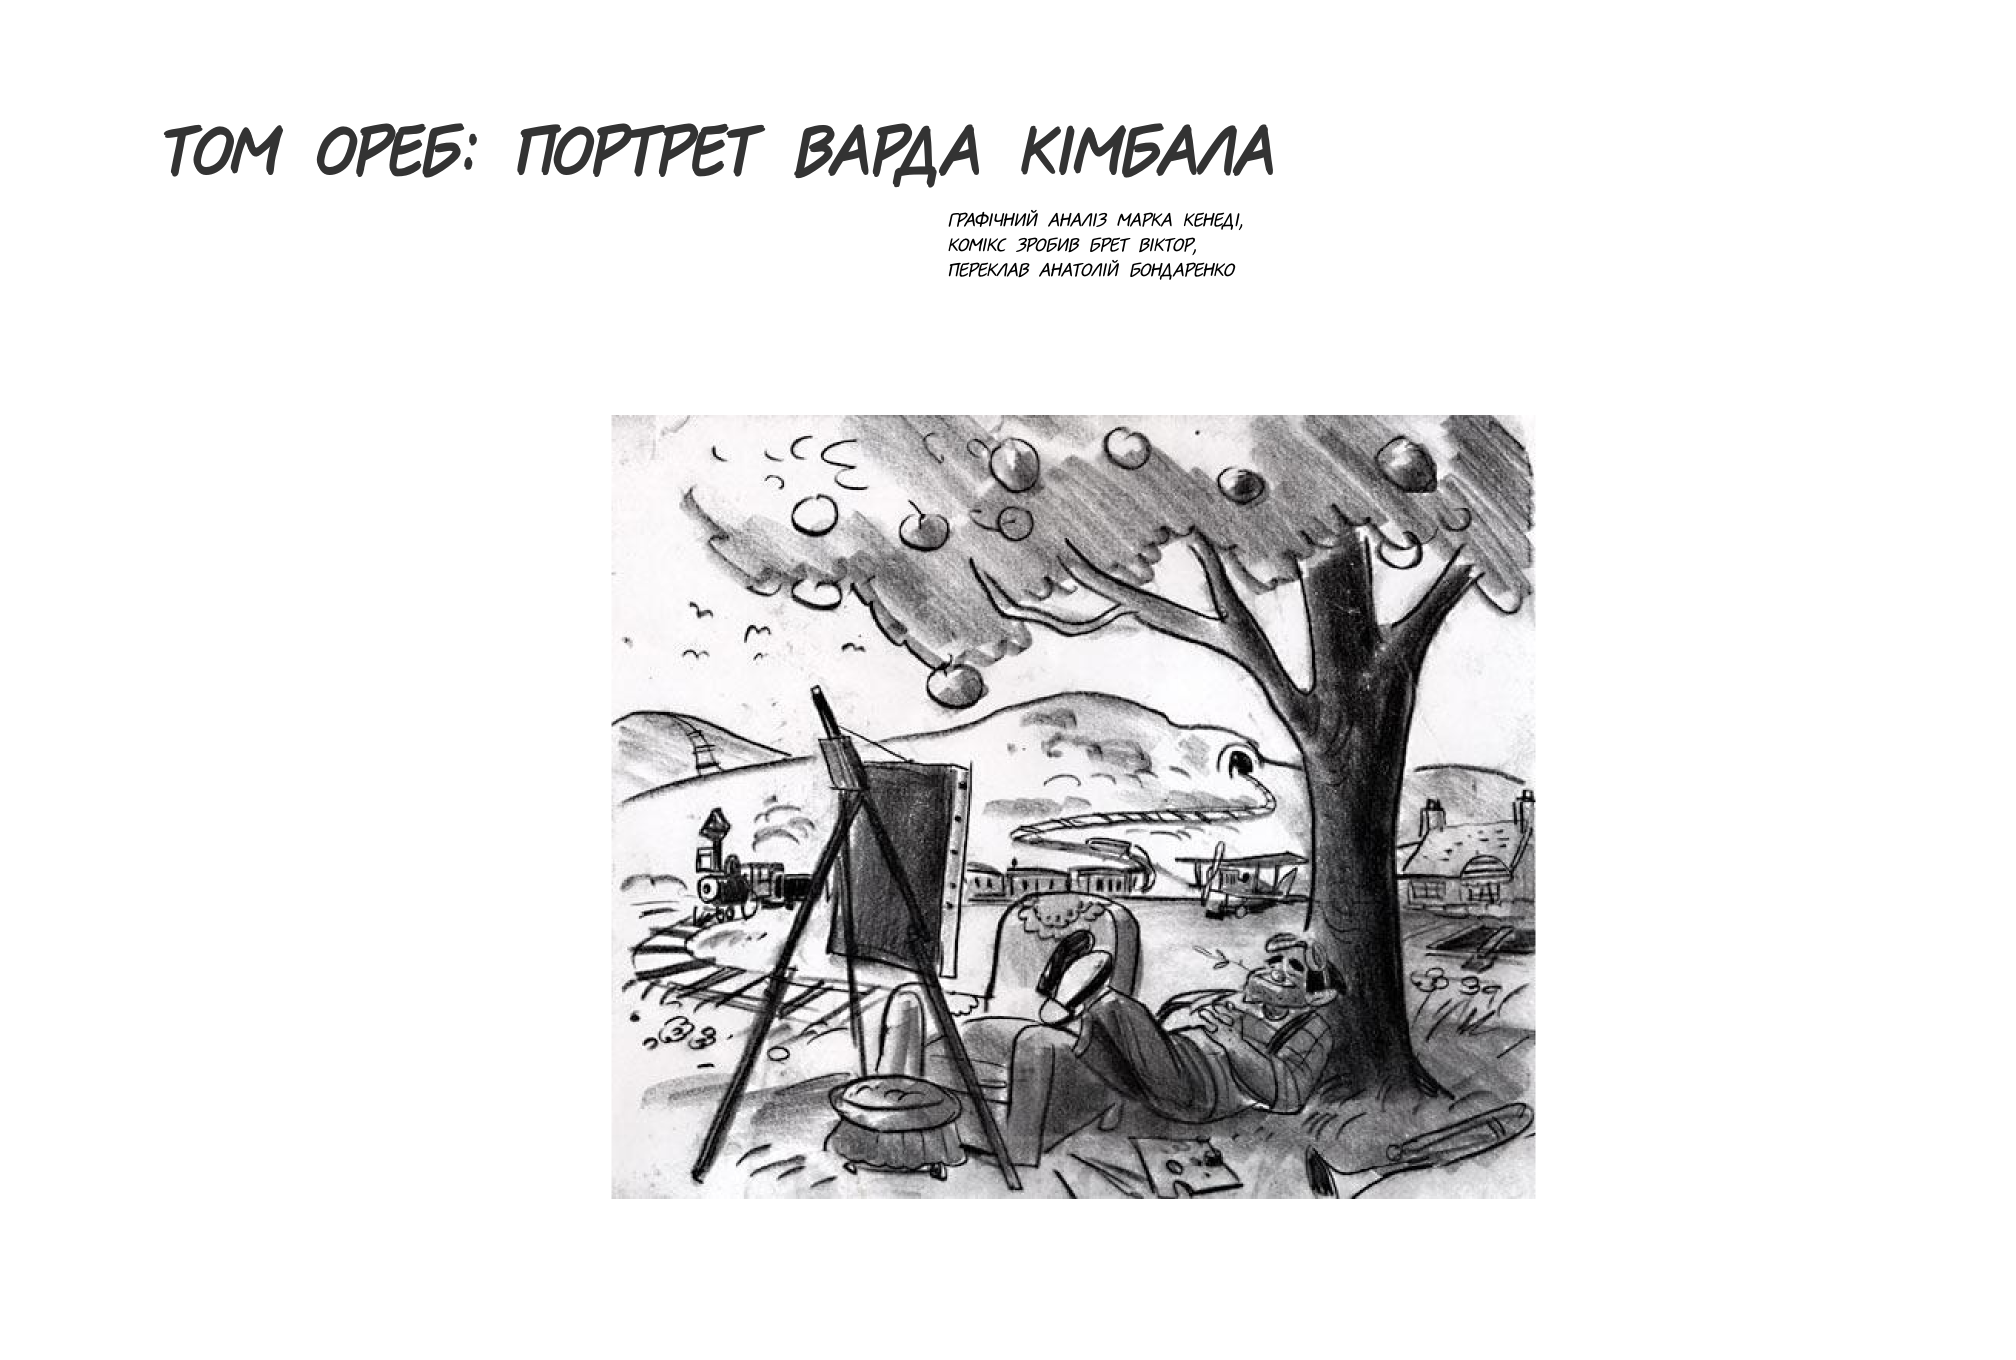 ТОМ ОРЕБ: ПОРТРЕТ ВАРДА КІМБАЛА
ГРАФІЧНИЙ АНАЛІЗ МАРКА КЕНЕДІ,
КОМІКС ЗРОБИВ БРЕТ ВІКТОР,
ПЕРЕКЛАВ АНАТОЛІЙ БОНДАРЕНКО